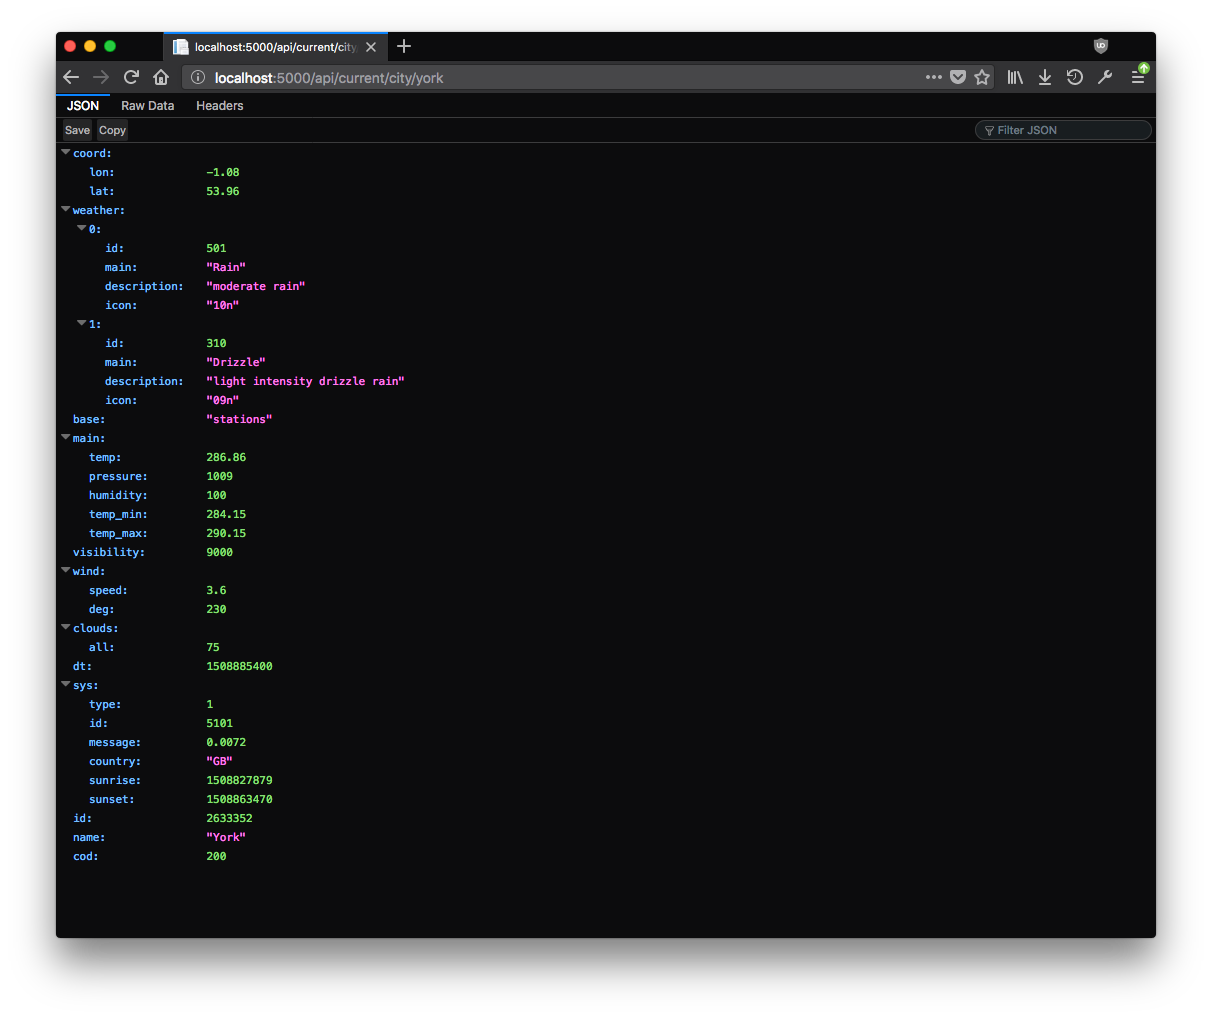 localhost:5000/api/current/city
localhost:5000/api/current/city/york
JSON Raw Data Headers
Save Copy Filter JSON
coord:
lon: -1.08
lat: 53.96
weather:
0:
id: 501
main: "Rain"
description: "moderate rain"
icon: "10n"
1:
id: 310
main: "Drizzle"
description: "light intensity drizzle rain"
icon: "09n"
base: "stations"
main:
temp: 286.86
pressure: 1009
humidity: 100
temp_min: 284.15
temp_max: 290.15
visibility: 9000
wind:
speed: 3.6
deg: 230
clouds:
all: 75
dt: 1508885400
sys:
type: 1
id: 5101
message: 0.0072
country: "GB"
sunrise: 1508827879
sunset: 1508863470
id: 2633352
name: "York"
cod: 200